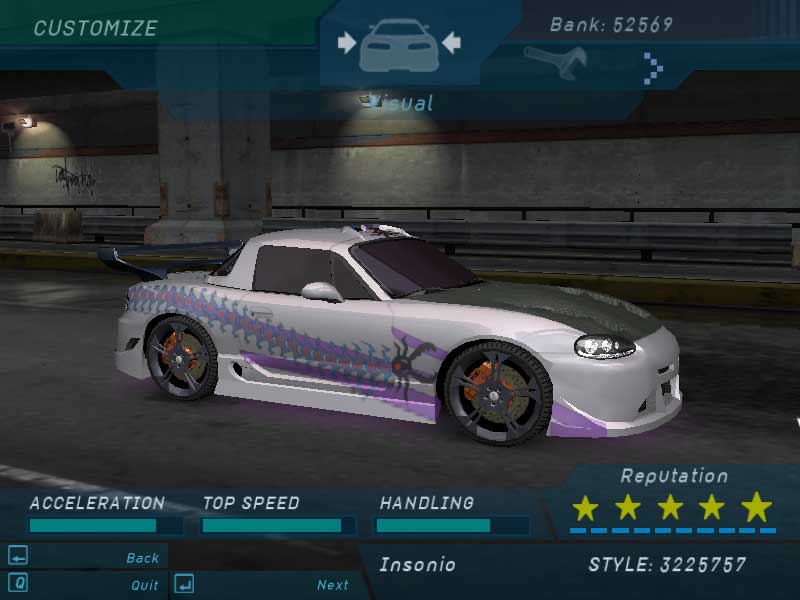 CUSTOMIZE
Bank: 52569
Visual
Reputation
ACCELERATION
TOP SPEED
HANDLING
Back
Insonio
STYLE: 3225757
Q
Quit
Next